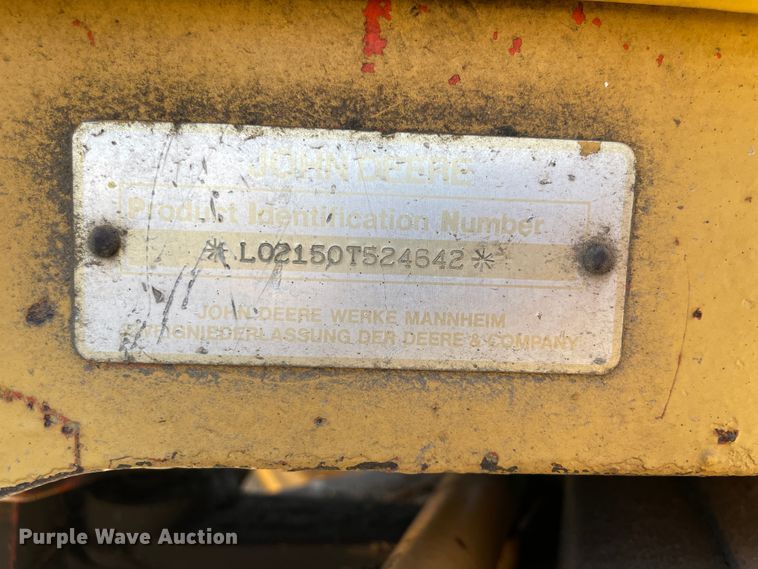 JOHN DEERE
Product Identification Number
*L02150T524642*
JOHN DEERE WERKE MANNHEIM
ZWEIGNIEDERLASSUNG DER DEERE & COMPANY
Purple Wave Auction®